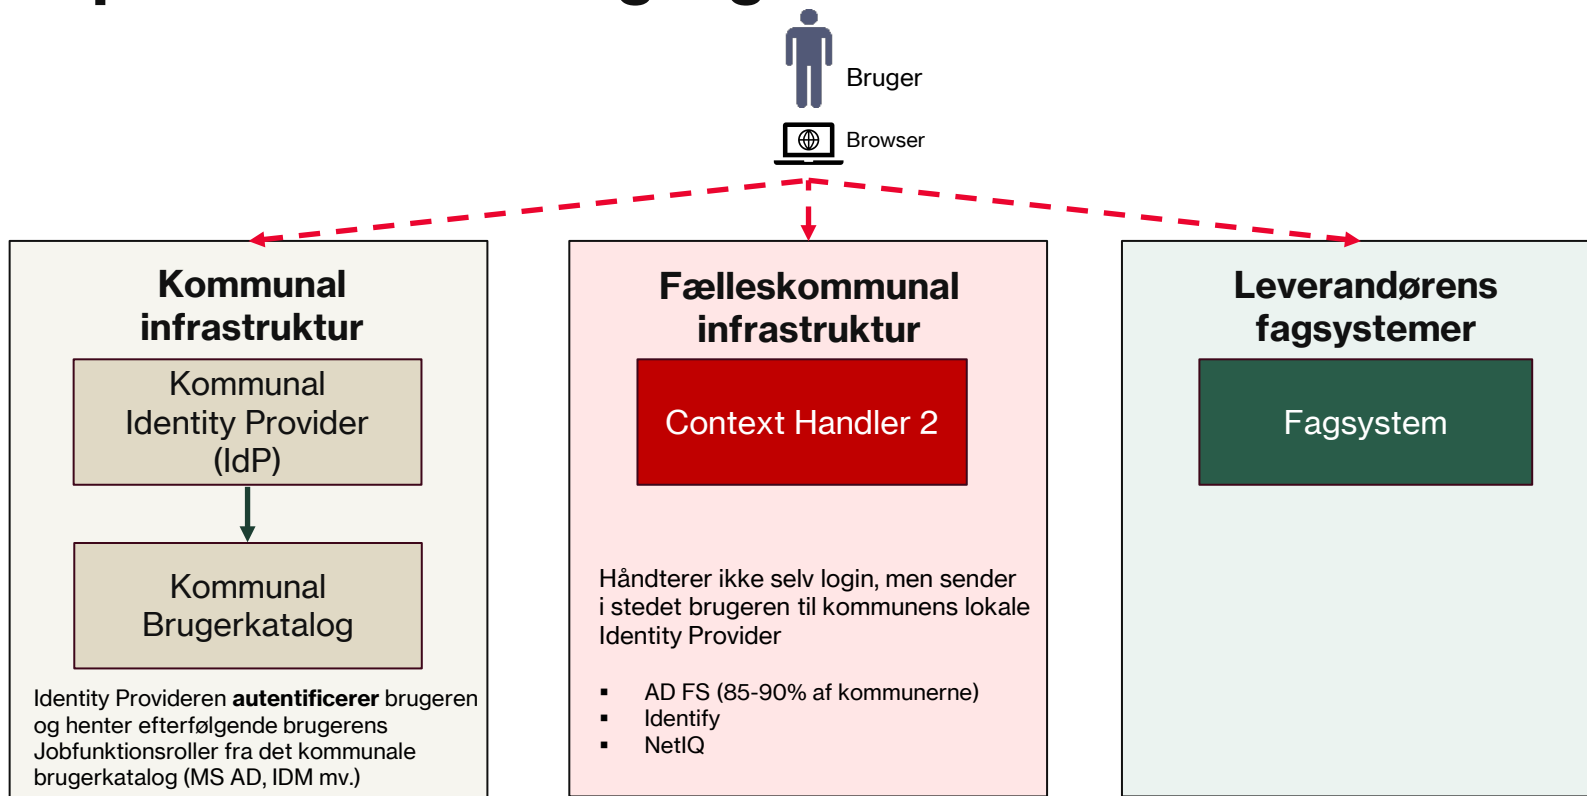 Bruger
Browser
Kommunal
infrastruktur
Kommunal
Identity Provider
(IdP)
Kommunal
Brugerkatalog
Identity Provideren autentificerer brugeren
og henter efterfølgende brugerens
Jobfunktionsroller fra det kommunale
brugerkatalog (MS AD, IDM mv.)
Fælleskommunal
infrastruktur
Context Handler 2
Håndterer ikke selv login, men sender
i stedet brugeren til kommunens lokale
Identity Provider
▪ AD FS (85-90% af kommunerne)
▪ Identify
▪ NetIQ
Leverandørens
fagsystemer
Fagsystem